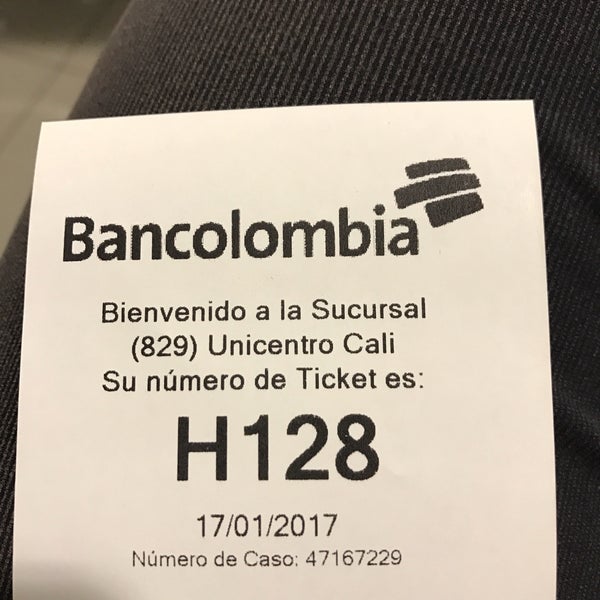 Bancolombia
Bienvenido a la Sucursal
(829) Unicentro Cali
Su número de Ticket es:
H128
17/01/2017
Número de Caso: 47167229